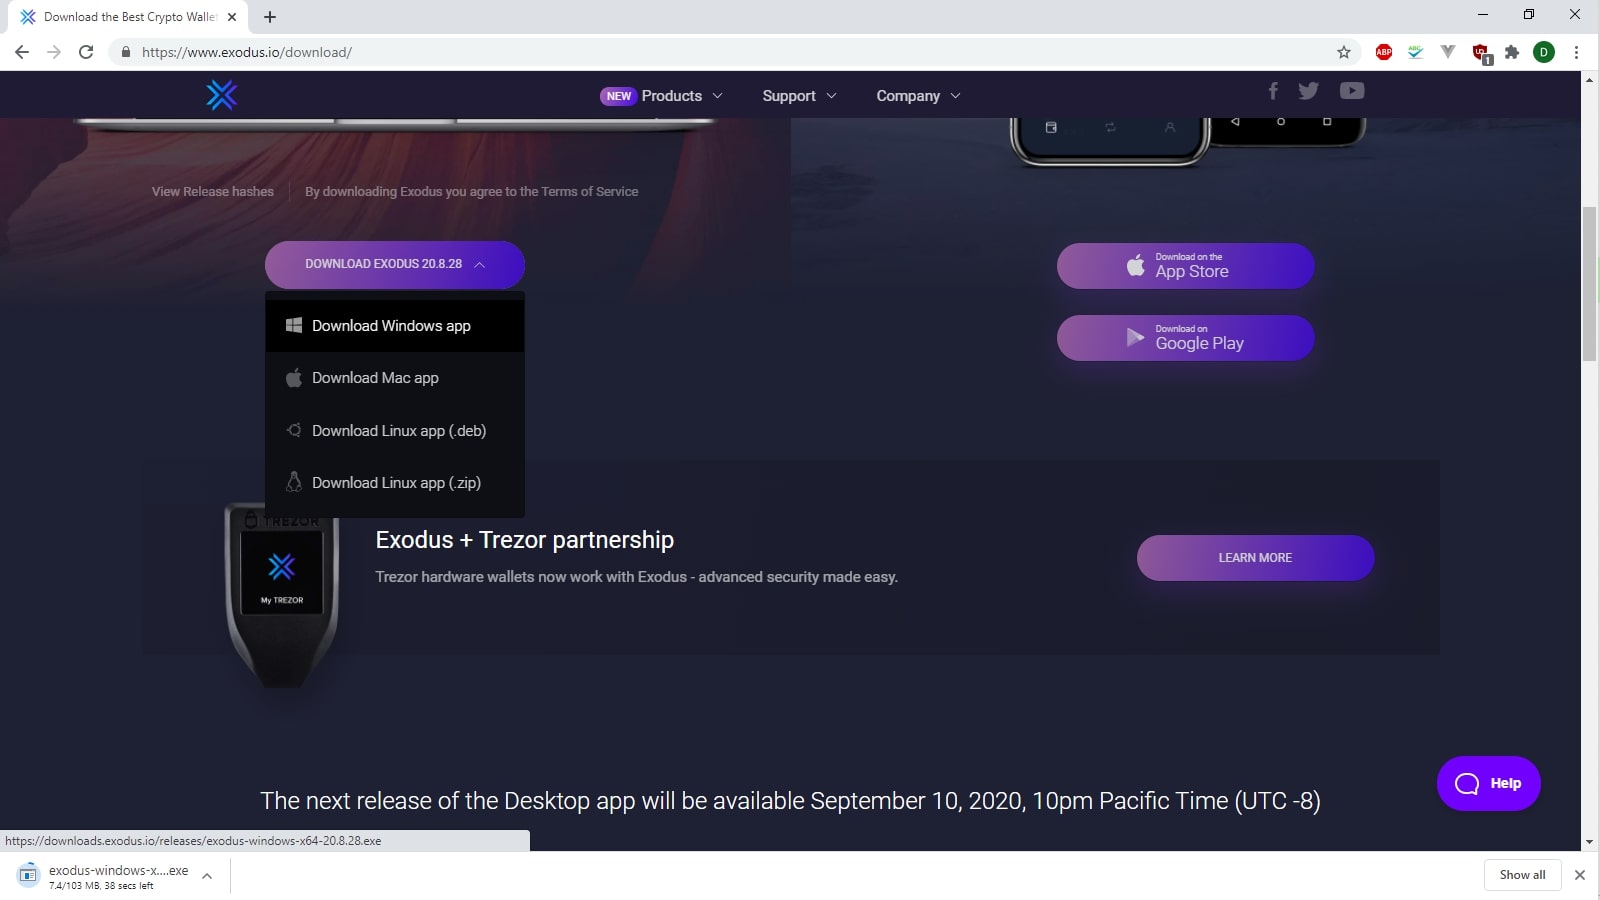 Download the Best Crypto Walle
https://www.exodus.io/download/
ABP
ABC
1
D
NEW Products
Support
Company
View Release hashes
By downloading Exodus you agree to the Terms of Service
DOWNLOAD EXODUS 20.8.28
Download Windows app
Download Mac app
Download Linux app (.deb)
Download Linux app (.zip)
Download on the
App Store
Download on
Google Play
TREZOR
My TREZOR
Exodus + Trezor partnership
Trezor hardware wallets now work with Exodus - advanced security made easy.
LEARN MORE
The next release of the Desktop app will be available September 10, 2020, 10pm Pacific Time (UTC -8)
Help
https://downloads.exodus.io/releases/exodus-windows-x64-20.8.28.exe
exodus-windows-x....exe
7.4/103 MB, 38 secs left
Show all